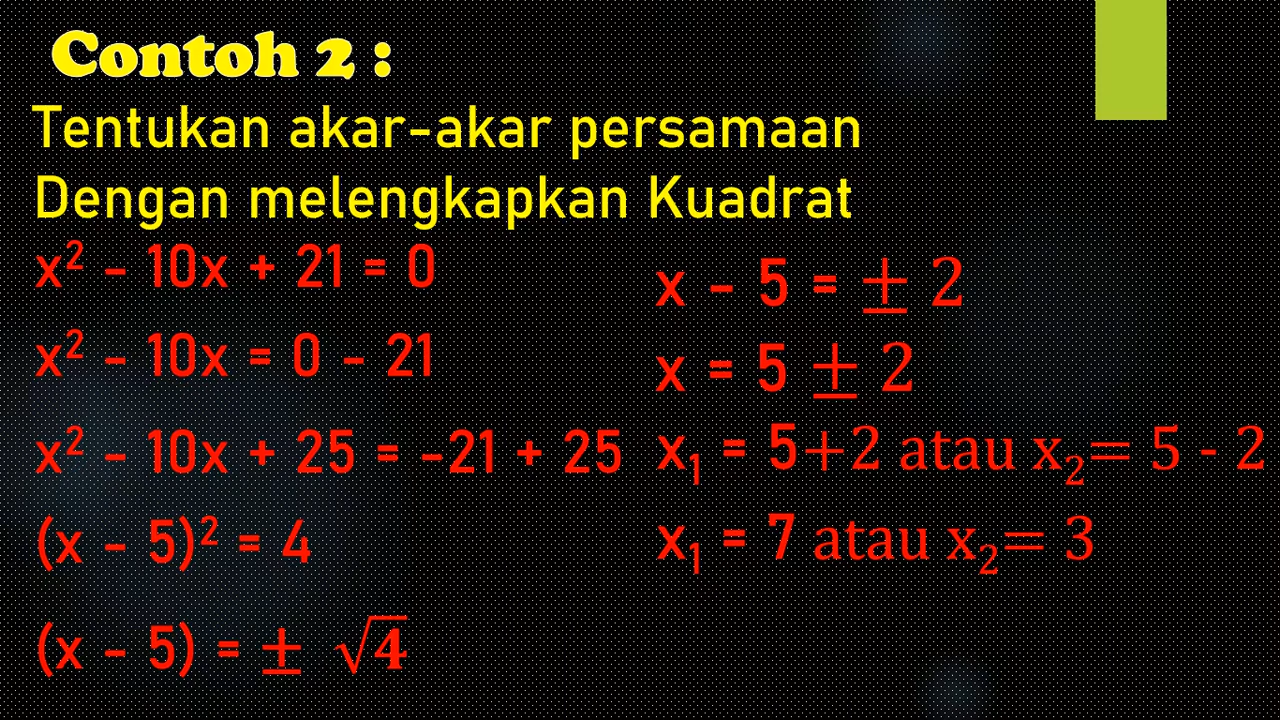 Contoh 2 :
Tentukan akar-akar persamaan
Dengan melengkapkan Kuadrat
x² - 10x + 21 = 0
x² - 10x = 0 - 21
x² - 10x + 25 = -21 + 25
(x - 5)² = 4
(x - 5) = ± √4
x - 5 = ± 2
x = 5 ± 2
x₁ = 5+2 atau x₂= 5 - 2
x₁ = 7 atau x₂= 3